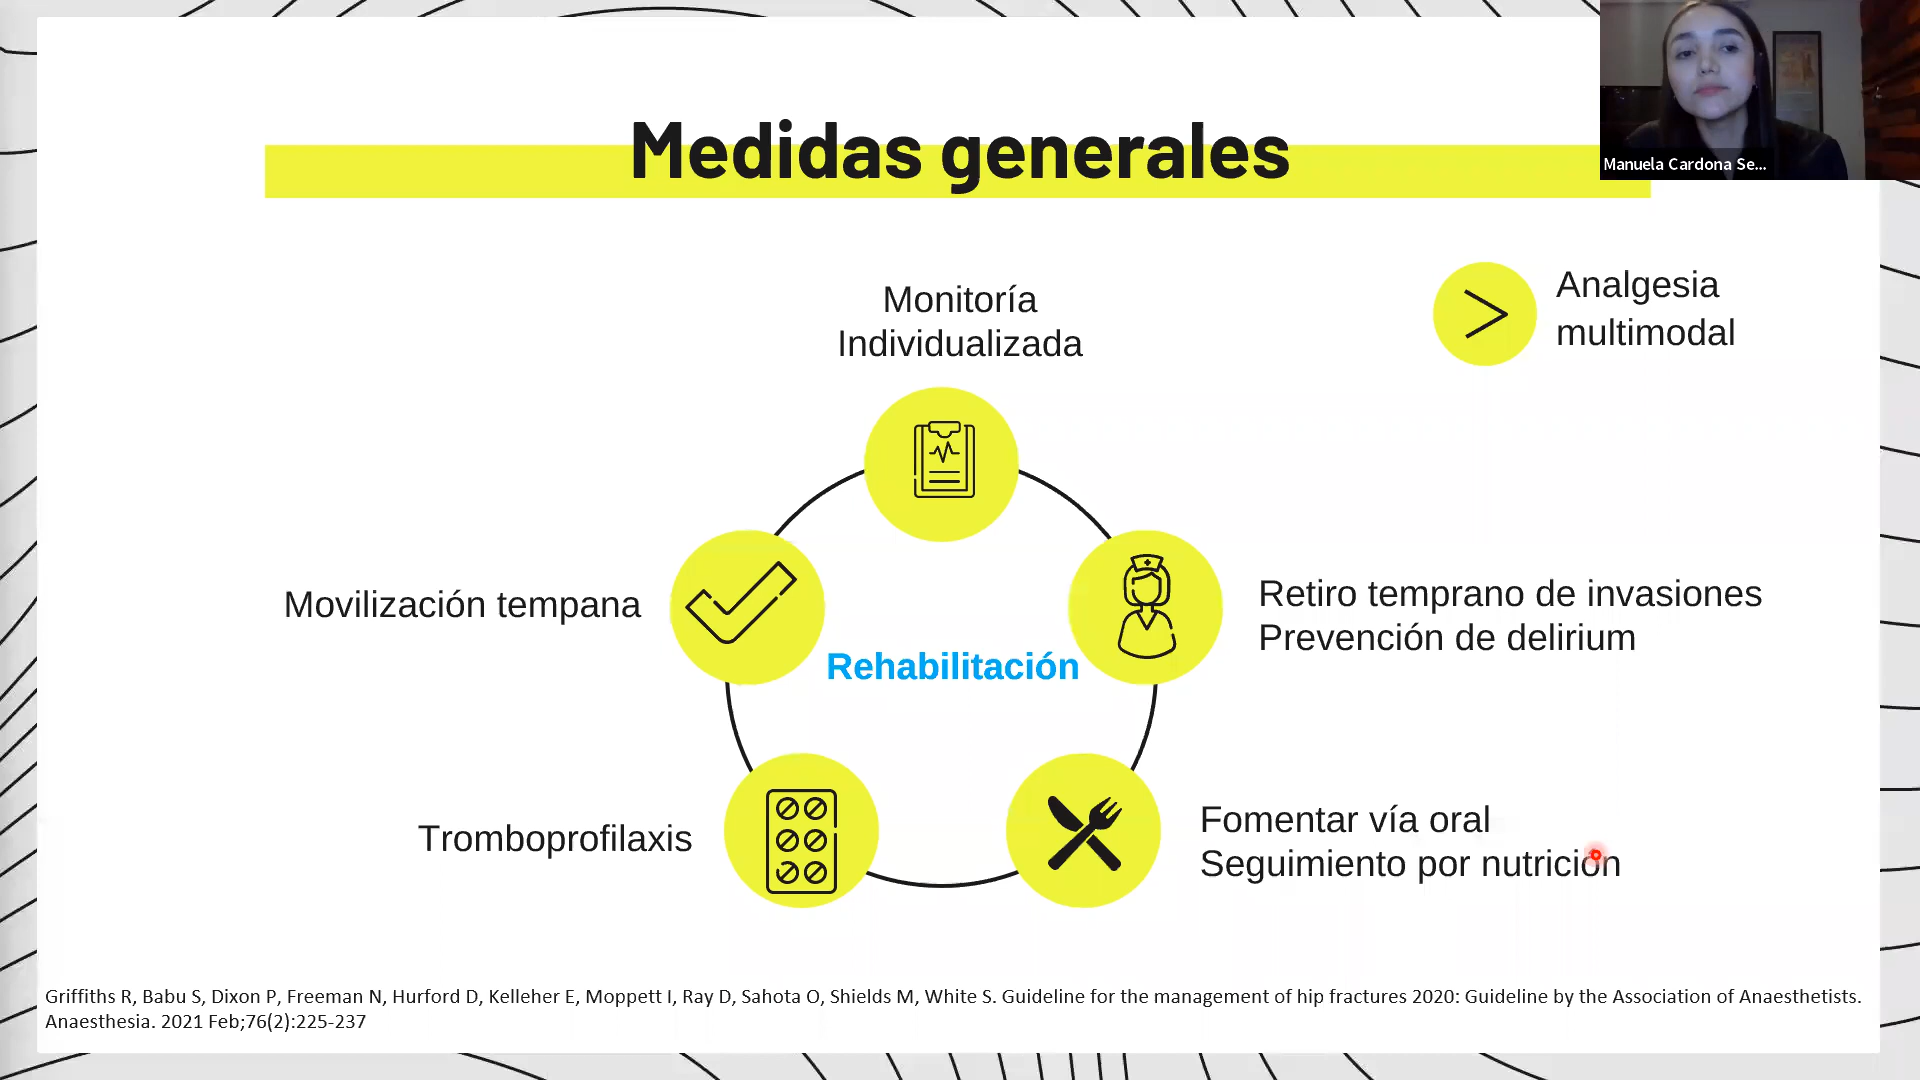 Medidas generales
Manuela Cardona Se...
Monitoría
Individualizada
Analgesia
multimodal
Movilización tempana
Retiro temprano de invasiones
Prevención de delirium
Rehabilitación
Tromboprofilaxis
Fomentar vía oral
Seguimiento por nutrición
Griffiths R, Babu S, Dixon P, Freeman N, Hurford D, Kelleher E, Moppett I, Ray D, Sahota O, Shields M, White S. Guideline for the management of hip fractures 2020: Guideline by the Association of Anaesthetists.
Anaesthesia. 2021 Feb;76(2):225-237